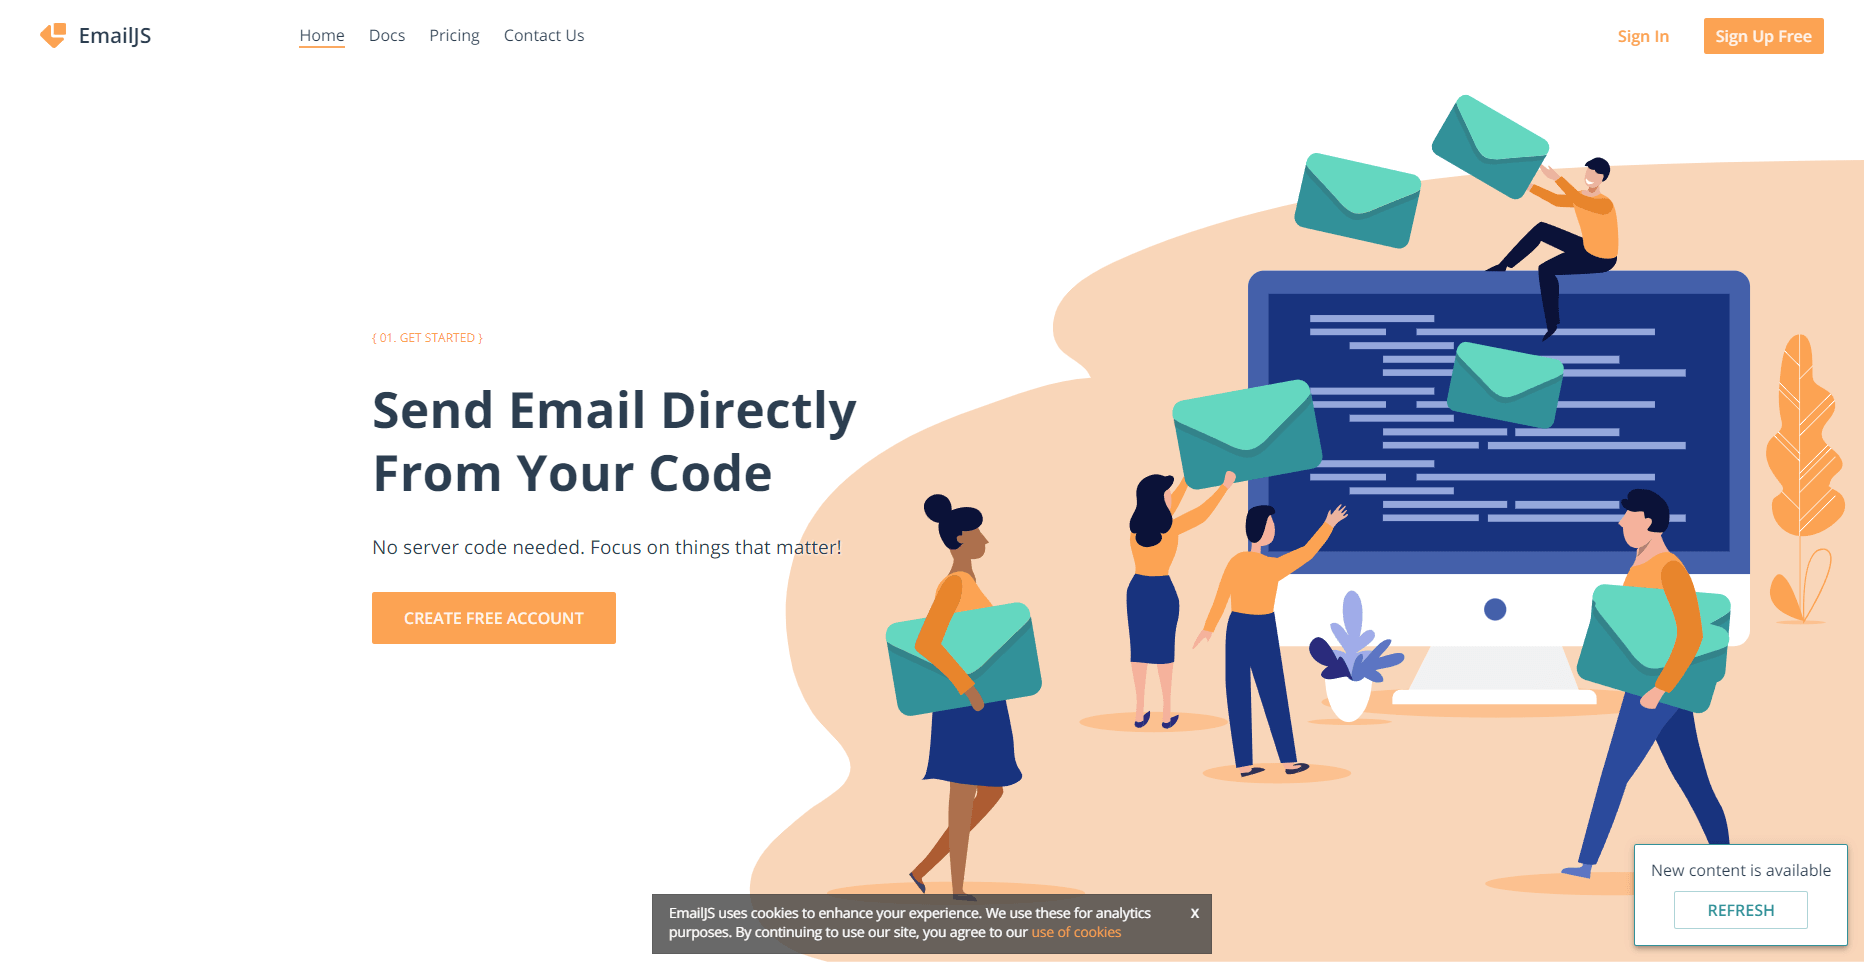 EmailJS
Home
Docs
Pricing
Contact Us
Sign In
Sign Up Free
{ 01. GET STARTED }
Send Email Directly
From Your Code
No server code needed. Focus on things that matter!
CREATE FREE ACCOUNT
EmailJS uses cookies to enhance your experience. We use these for analytics
purposes. By continuing to use our site, you agree to our use of cookies
X
New content is available
REFRESH